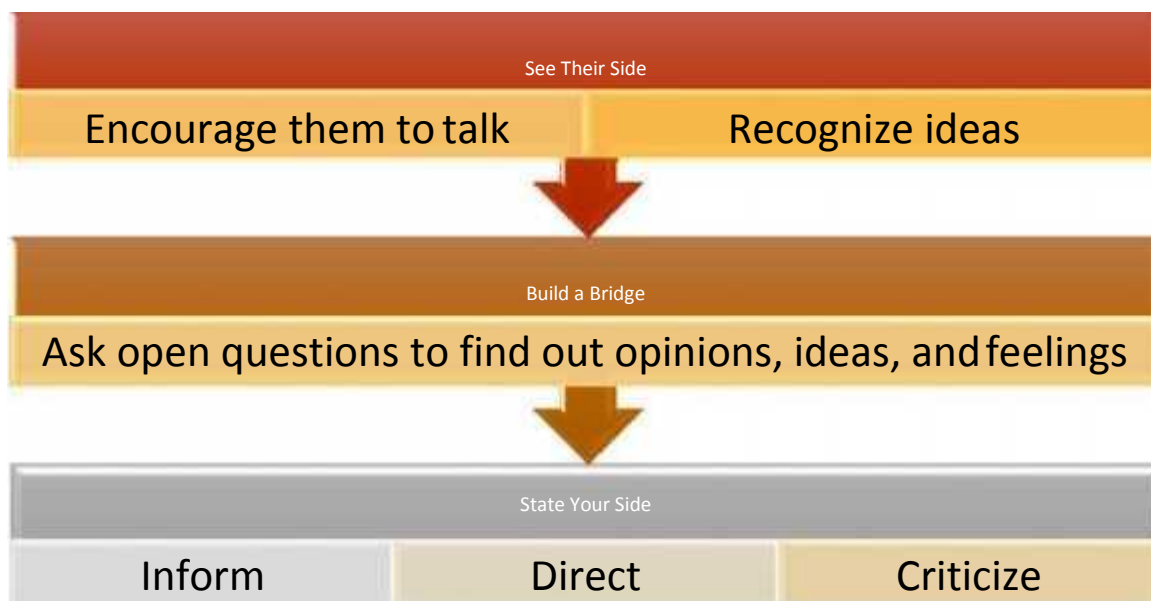 See Their Side
Encourage them to talk
Recognize ideas
Build a Bridge
Ask open questions to find out opinions, ideas, and feelings
State Your Side
Inform
Direct
Criticize